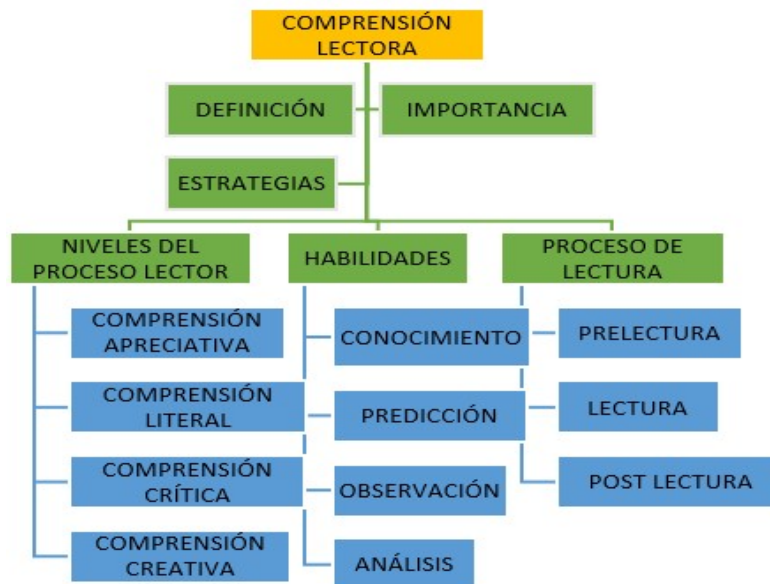 COMPRENSIÓN
LECTORA
DEFINICIÓN
IMPORTANCIA
ESTRATEGIAS
NIVELES DEL
PROCESO LECTOR
HABILIDADES
PROCESO DE
LECTURA
COMPRENSIÓN
APRECIATIVA
COMPRENSIÓN
LITERAL
COMPRENSIÓN
CRÍTICA
COMPRENSIÓN
CREATIVA
CONOCIMIENTO
PREDICCIÓN
OBSERVACIÓN
ANÁLISIS
PRELECTURA
LECTURA
POST LECTURA